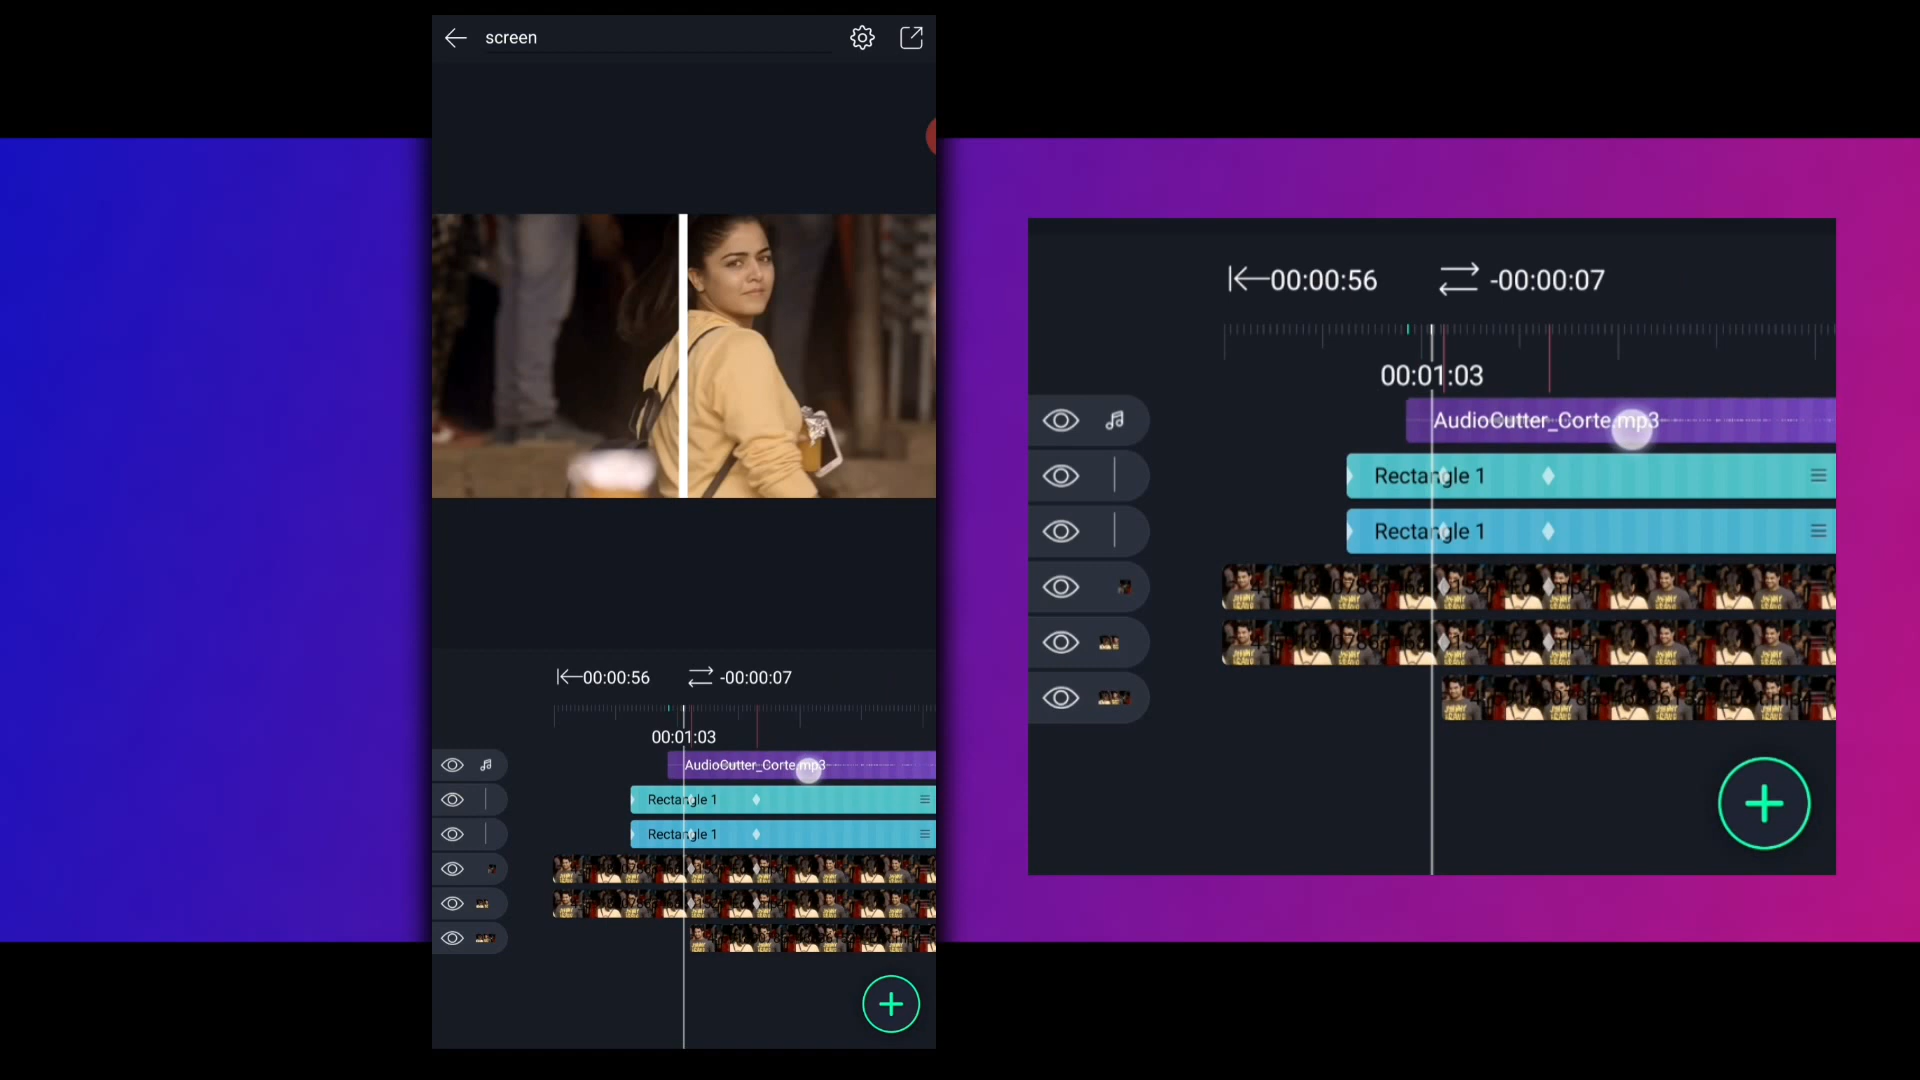 screen
00:00:56 -00:00:07
00:01:03
AudioCutter_Corte.mp3
Rectangle 1
Rectangle 1
00:00:56 -00:00:07
00:01:03
AudioCutter_Corte.mp3
Rectangle 1
Rectangle 1